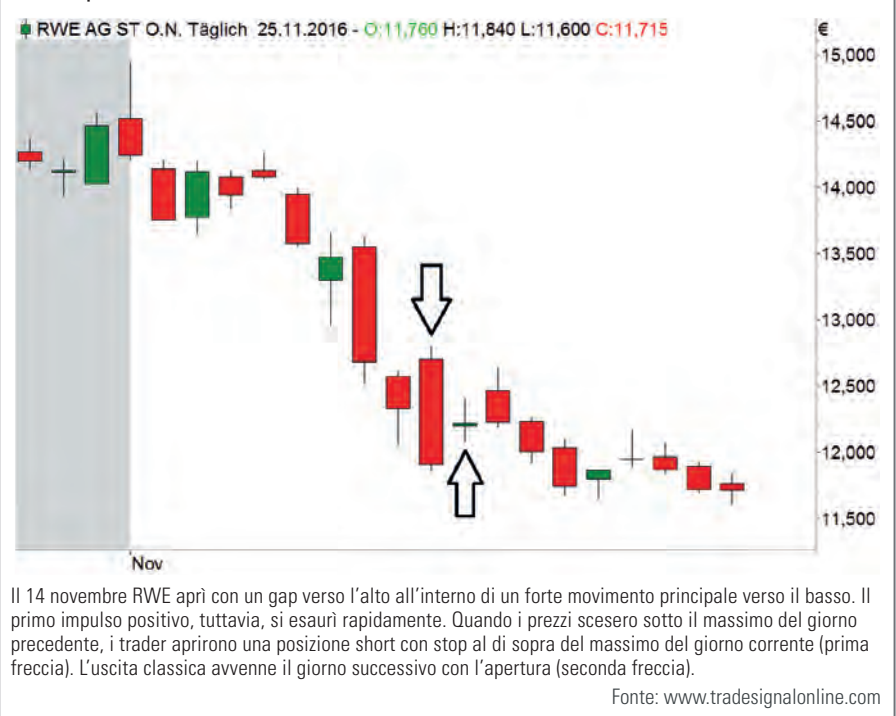 RWE AG ST O.N. Täglich 25.11.2016 - O:11,760 H:11,840 L:11,600 C:11,715
€
15,000
14,500
14,000
13,500
13,000
12,500
12,000
11,500
Nov
Il 14 novembre RWE aprì con un gap verso l’alto all’interno di un forte movimento principale verso il basso. Il
primo impulso positivo, tuttavia, si esaurì rapidamente. Quando i prezzi scesero sotto il massimo del giorno
precedente, i trader aprirono una posizione short con stop al di sopra del massimo del giorno corrente (prima
freccia). L’uscita classica avvenne il giorno successivo con l’apertura (seconda freccia).
Fonte: www.tradesignalonline.com